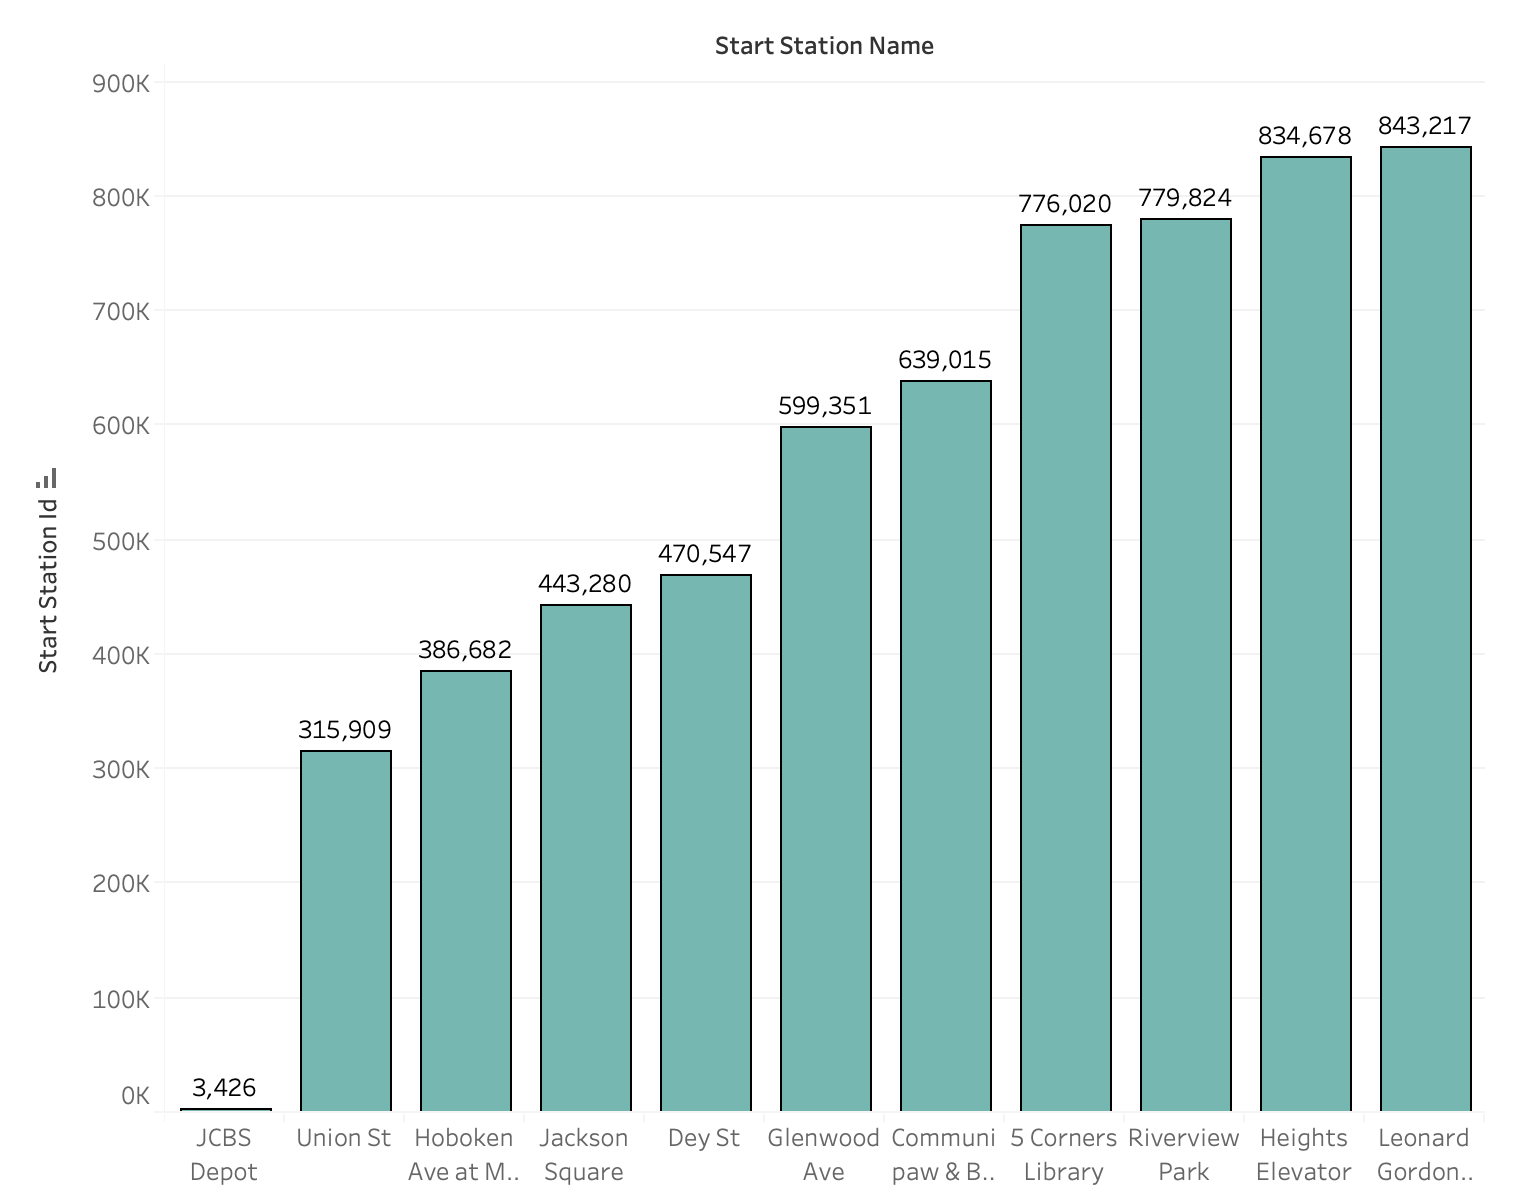 Start Station Name
900K
800K
700K
600K
500K
400K
300K
200K
100K
0K
Start Station Id
3,426
315,909
386,682
443,280
470,547
599,351
639,015
776,020
779,824
834,678
843,217
JCBS
Depot
Union St
Hoboken
Ave at M..
Jackson
Square
Dey St
Glenwood
Ave
Communi
paw & B..
5 Corners
Library
Riverview
Park
Heights
Elevator
Leonard
Gordon..